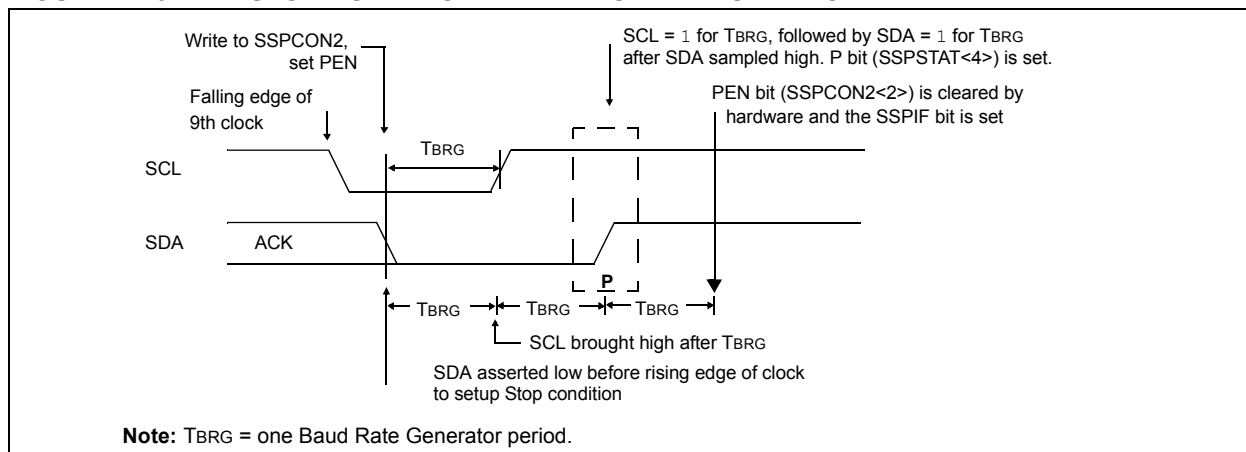 Write to SSPCON2,
set PEN
SCL = 1 for TBRG, followed by SDA = 1 for TBRG
after SDA sampled high. P bit (SSPSTAT<4>) is set.
Falling edge of
9th clock
PEN bit (SSPCON2<2>) is cleared by
hardware and the SSPIF bit is set
TBRG
SCL
SDA
ACK
P
TBRG
TBRG
TBRG
SCL brought high after TBRG
SDA asserted low before rising edge of clock
to setup Stop condition
Note: TBRG = one Baud Rate Generator period.